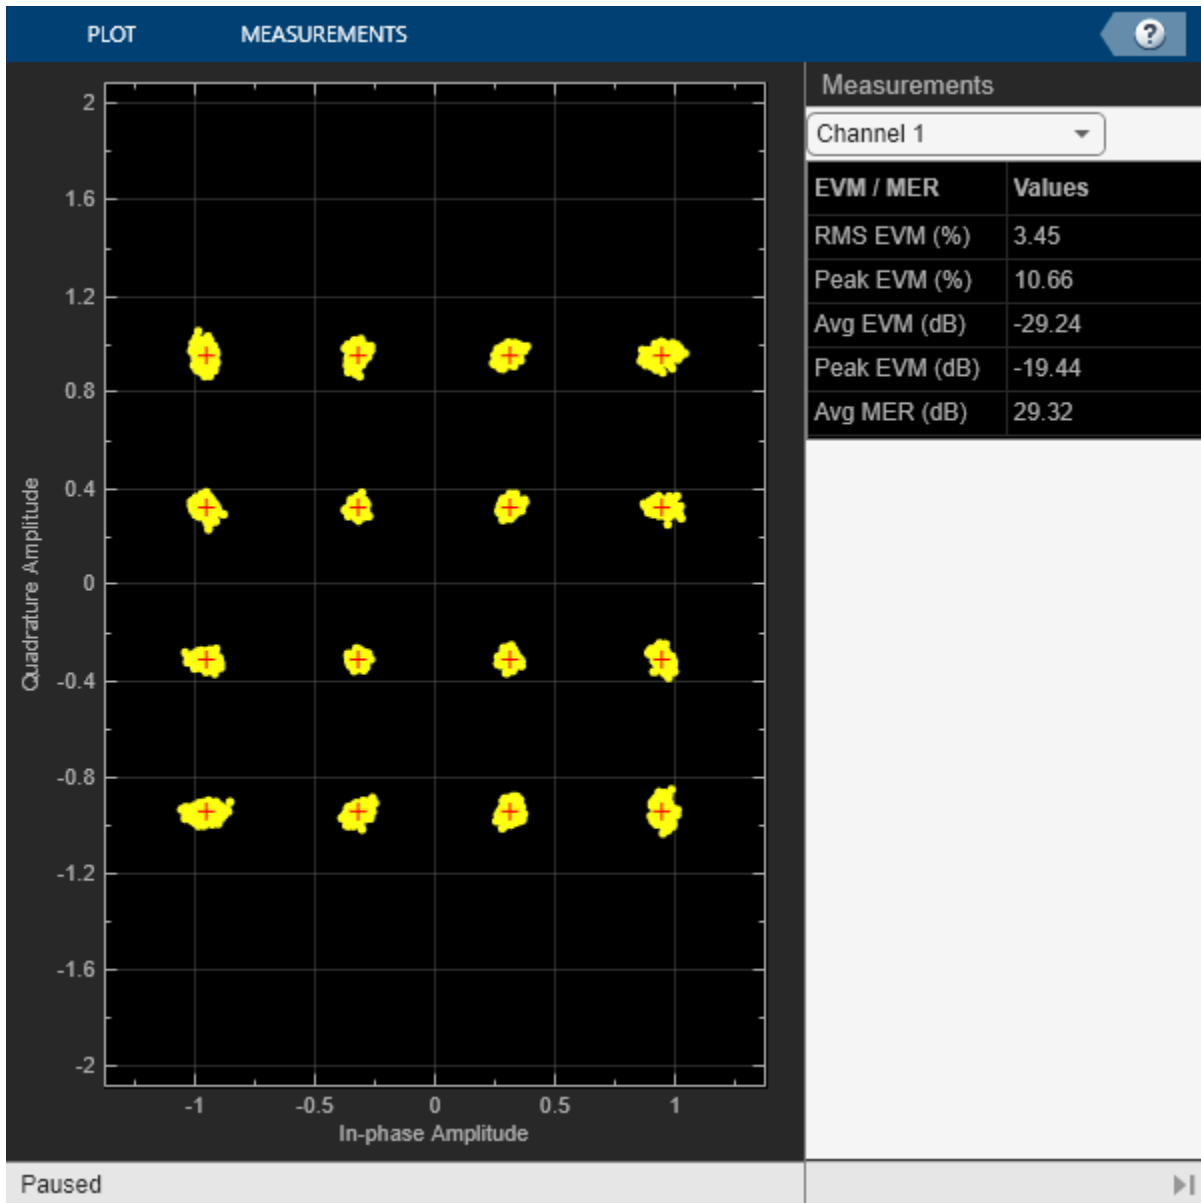 PLOT MEASUREMENTS ?
Measurements
Channel 1
EVM / MER Values
RMS EVM (%) 3.45
Peak EVM (%) 10.66
Avg EVM (dB) -29.24
Peak EVM (dB) -19.44
Avg MER (dB) 29.32
2
1.6
1.2
0.8
0.4
0
-0.4
-0.8
-1.2
-1.6
-2
Quadrature Amplitude
-1 -0.5 0 0.5 1
In-phase Amplitude
Paused